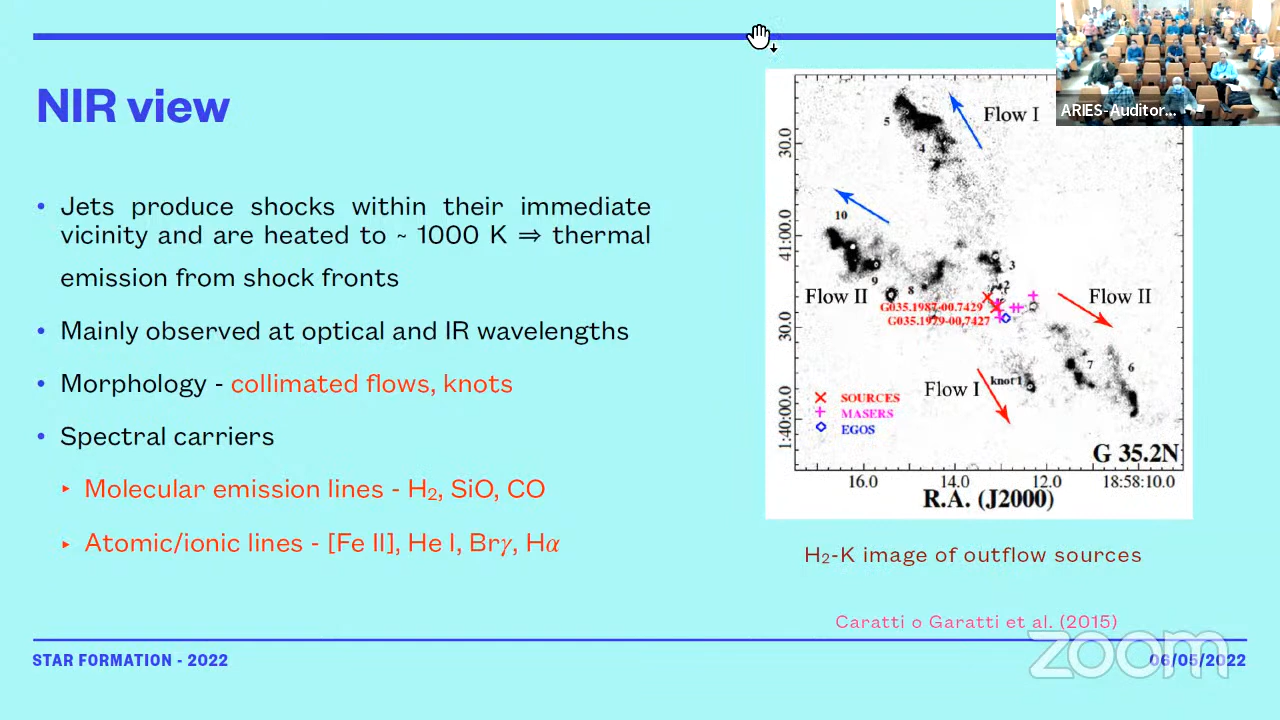 ARIES-Auditor...
NIR view
• Jets produce shocks within their immediate
vicinity and are heated to ~ 1000 K ⇒ thermal
emission from shock fronts
• Mainly observed at optical and IR wavelengths
• Morphology - collimated flows, knots
• Spectral carriers
‣ Molecular emission lines - H₂, SiO, CO
‣ Atomic/ionic lines - [Fe II], He I, Brγ, Hα
Flow I
5
4
30.0
10
41:00.0
3
9
8
2
Flow II
Flow II
G035.1987-00.7429
G035.1979-00.7427
30.0
7
6
Flow I
knot 1
SOURCES
MASERS
EGOS
1:40:00.0
G 35.2N
16.0
14.0
12.0
18:58:10.0
R.A. (J2000)
H₂-K image of outflow sources
Caratti o Garatti et al. (2015)
zoom
STAR FORMATION - 2022
06/05/2022